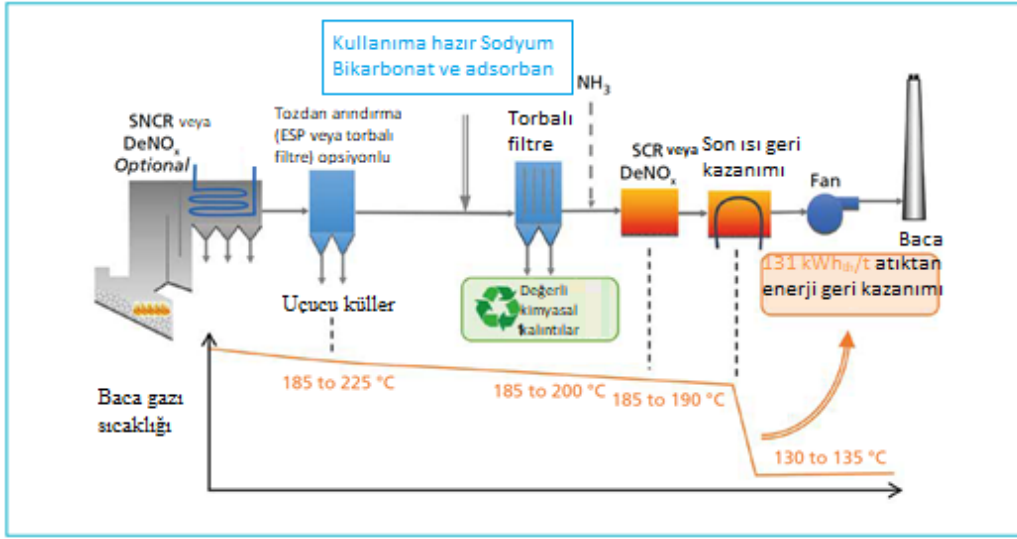 Kullanıma hazır Sodyum
Bikarbonat ve adsorban
NH3
SNCR veya
DeNOx
Optional
Tozdan arındırma
(ESP veya torbalı
filtre) opsiyonlu
Torbalı
filtre
SCR veya
DeNOx
Son ısı geri
kazanımı
Fan
Baca
131 kWhth/t atıktan
enerji geri kazanımı
Uçucu küller
Değerli
kimyasal
kalıntılar
Baca gazı
sıcaklığı
185 to 225 °C
185 to 200 °C
185 to 190 °C
130 to 135 °C